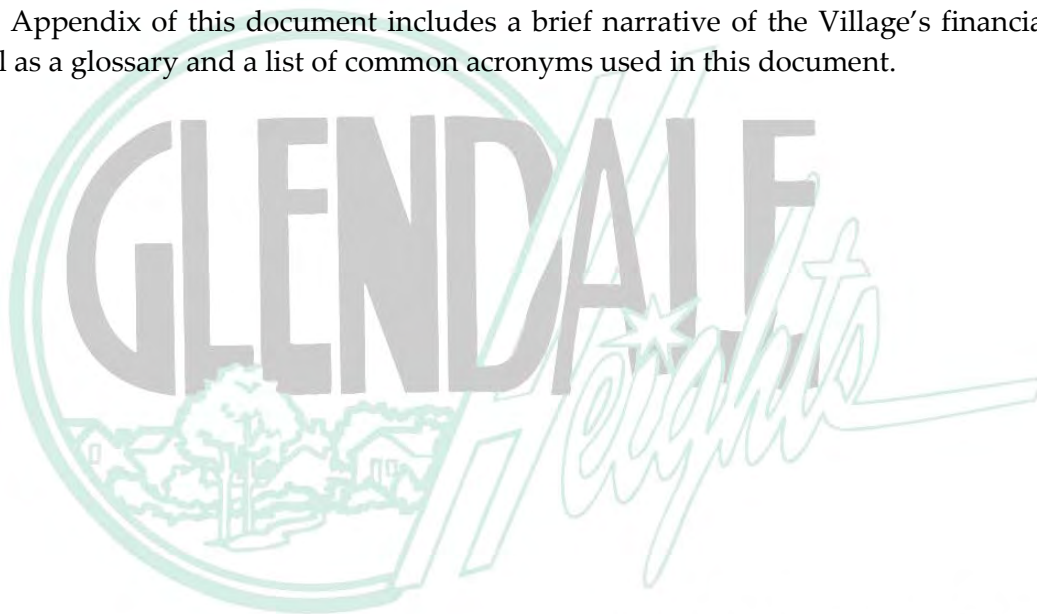 Appendix of this document includes a brief narrative of the Village’s financia
as a glossary and a list of common acronyms used in this document.
GLENDALE
Heights